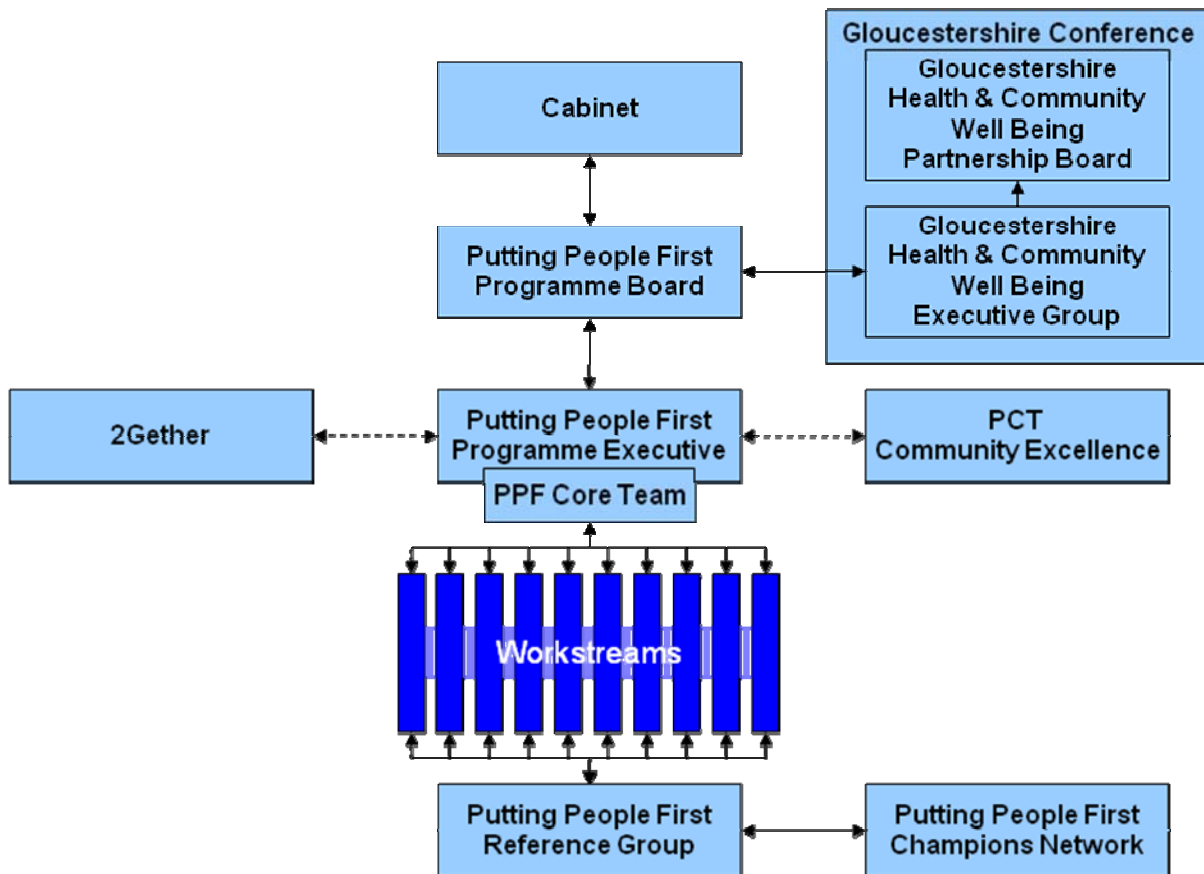 Gloucestershire Conference
Gloucestershire
Health & Community
Well Being
Partnership Board
Cabinet
Gloucestershire
Health & Community
Well Being
Executive Group
Putting People First
Programme Board
2Gether
Putting People First
Programme Executive
PCT
Community Excellence
PPF Core Team
Workstreams
Putting People First
Reference Group
Putting People First
Champions Network